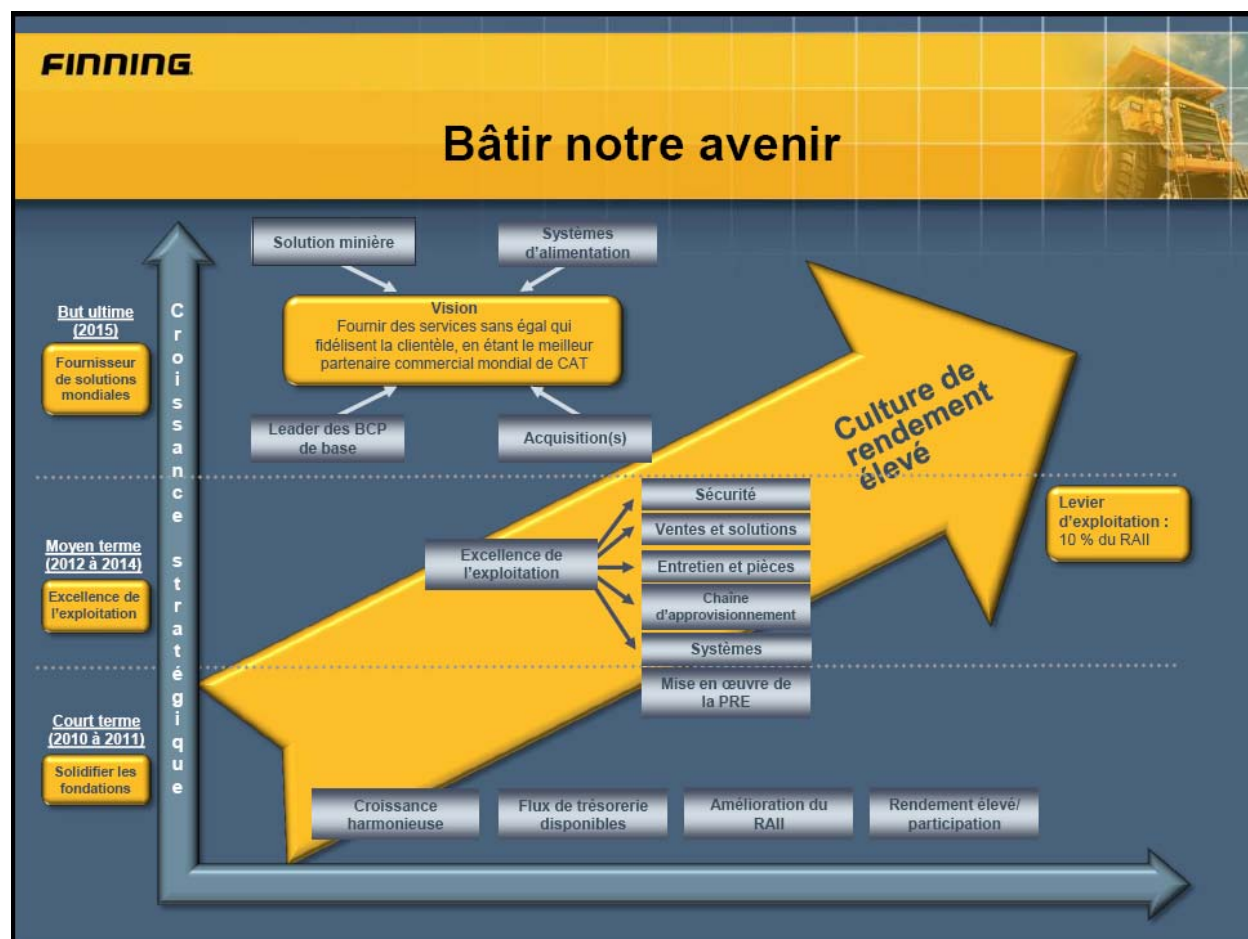 FINNING
Bâtir notre avenir
Solution minière
Systèmes
d'alimentation
Vision
Fournir des services sans égal qui
fidélisent la clientèle, en étant le meilleur
partenaire commercial mondial de CAT
Leader des BCP
de base
Acquisition(s)
But ultime
(2015)
Fournisseur
de solutions
mondiales
Croissance stratégique
Culture de
rendement
élevé
Moyen terme
(2012 à 2014)
Excellence de
l'exploitation
Excellence de
l'exploitation
Sécurité
Ventes et solutions
Entretien et pièces
Chaîne
d'approvisionnement
Systèmes
Mise en œuvre de
la PRE
Levier
d'exploitation :
10 % du RAII
Court terme
(2010 à 2011)
Solidifier les
fondations
Croissance
harmonieuse
Flux de trésorerie
disponibles
Amélioration du
RAII
Rendement élevé/
participation